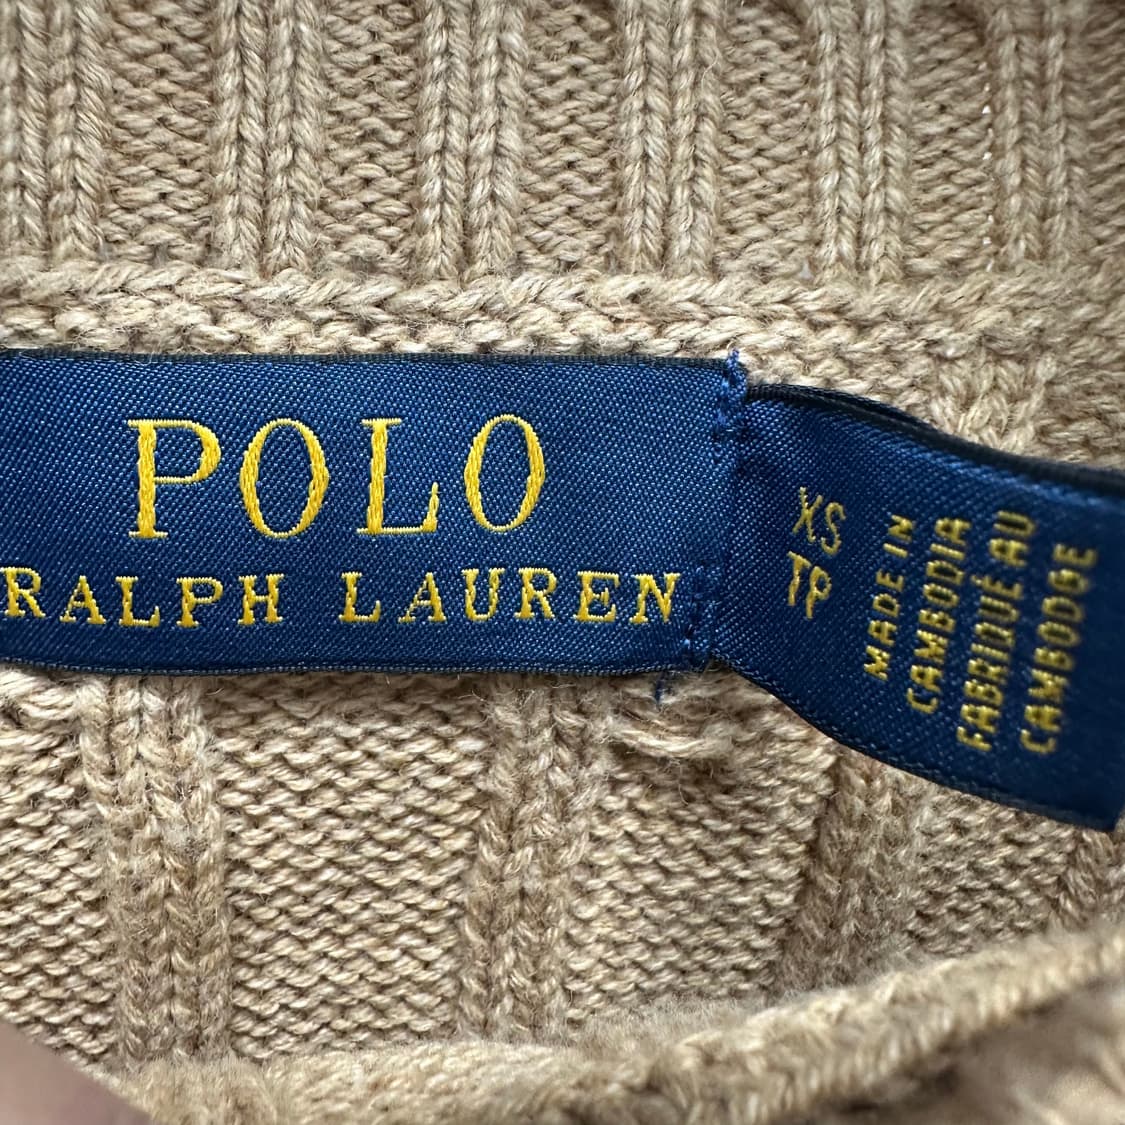 POLO
RALPH LAUREN
XS
TP
MADE IN
CAMBODIA
FABRIQUÉ AU
CAMBODGE